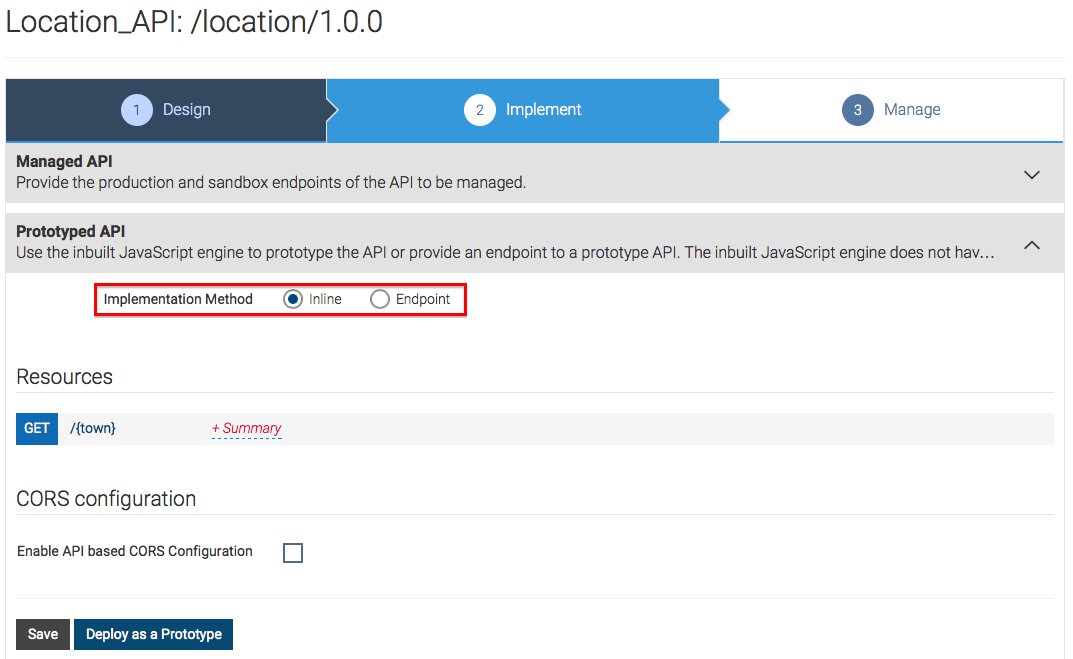 Location_API: /location/1.0.0
1 Design 2 Implement 3 Manage
Managed API
Provide the production and sandbox endpoints of the API to be managed.
Prototyped API
Use the inbuilt JavaScript engine to prototype the API or provide an endpoint to a prototype API. The inbuilt JavaScript engine does not hav...
Implementation Method Inline Endpoint
Resources
GET /{town} + Summary
CORS configuration
Enable API based CORS Configuration
Save Deploy as a Prototype